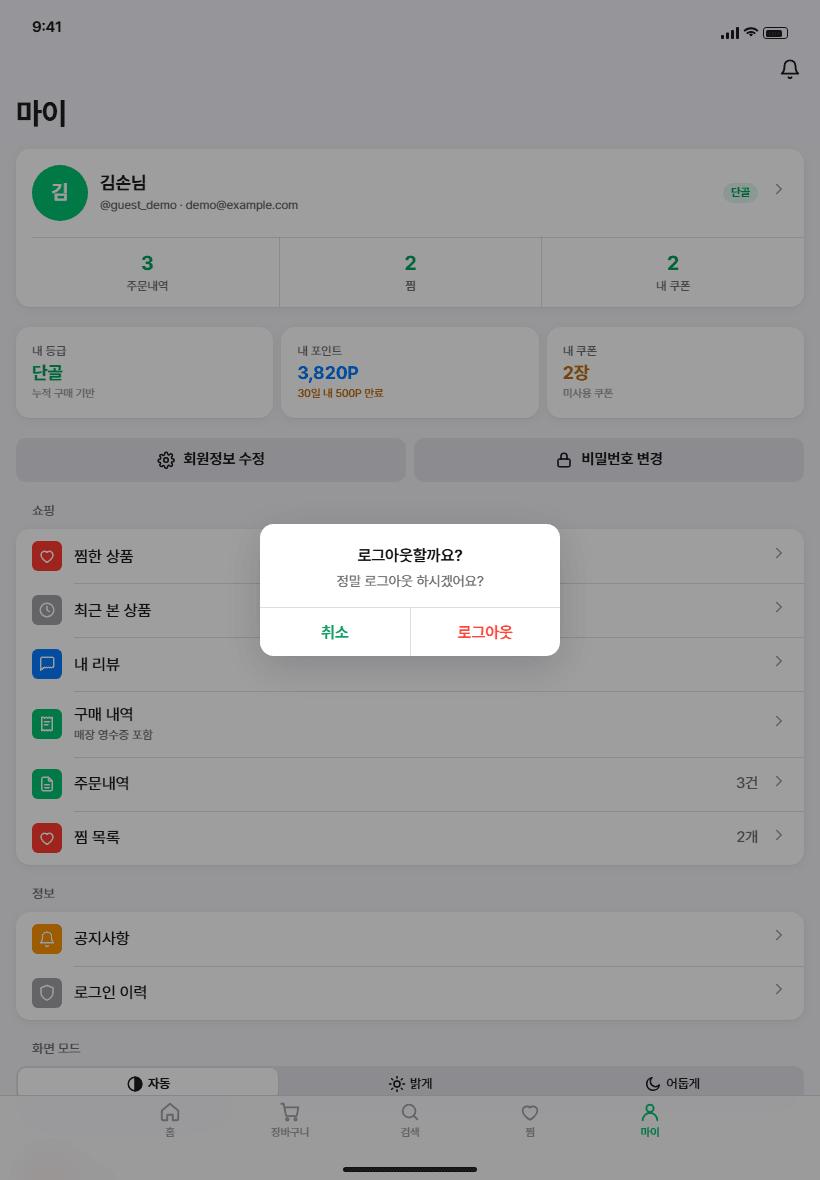 9:41
마이
김
김손님
@guest_demo · demo@example.com
단골
3
주문내역
2
찜
2
내 쿠폰
내 등급
단골
누적 구매 기반
내 포인트
3,820P
30일 내 500P 만료
내 쿠폰
2장
미사용 쿠폰
회원정보 수정
비밀번호 변경
쇼핑
찜한 상품
최근 본 상품
내 리뷰
구매 내역
매장 영수증 포함
주문내역
3건
찜 목록
2개
로그아웃할까요?
정말 로그아웃 하시겠어요?
취소
로그아웃
정보
공지사항
로그인 이력
화면 모드
자동
밝게
어둡게
홈
장바구니
검색
찜
마이